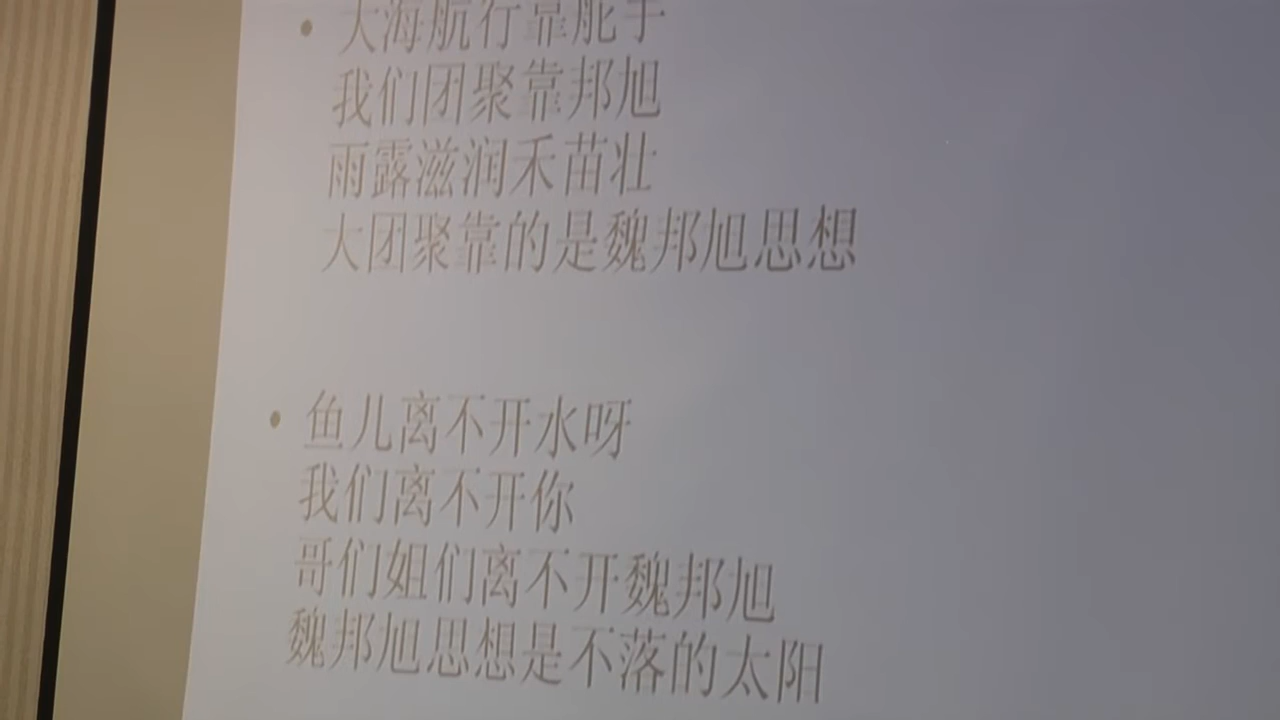 大海航行靠舵手
我们团聚靠邦旭
雨露滋润禾苗壮
大团聚靠的是魏邦旭思想
鱼儿离不开水呀
我们离不开你
哥们姐们离不开魏邦旭
魏邦旭思想是不落的太阳